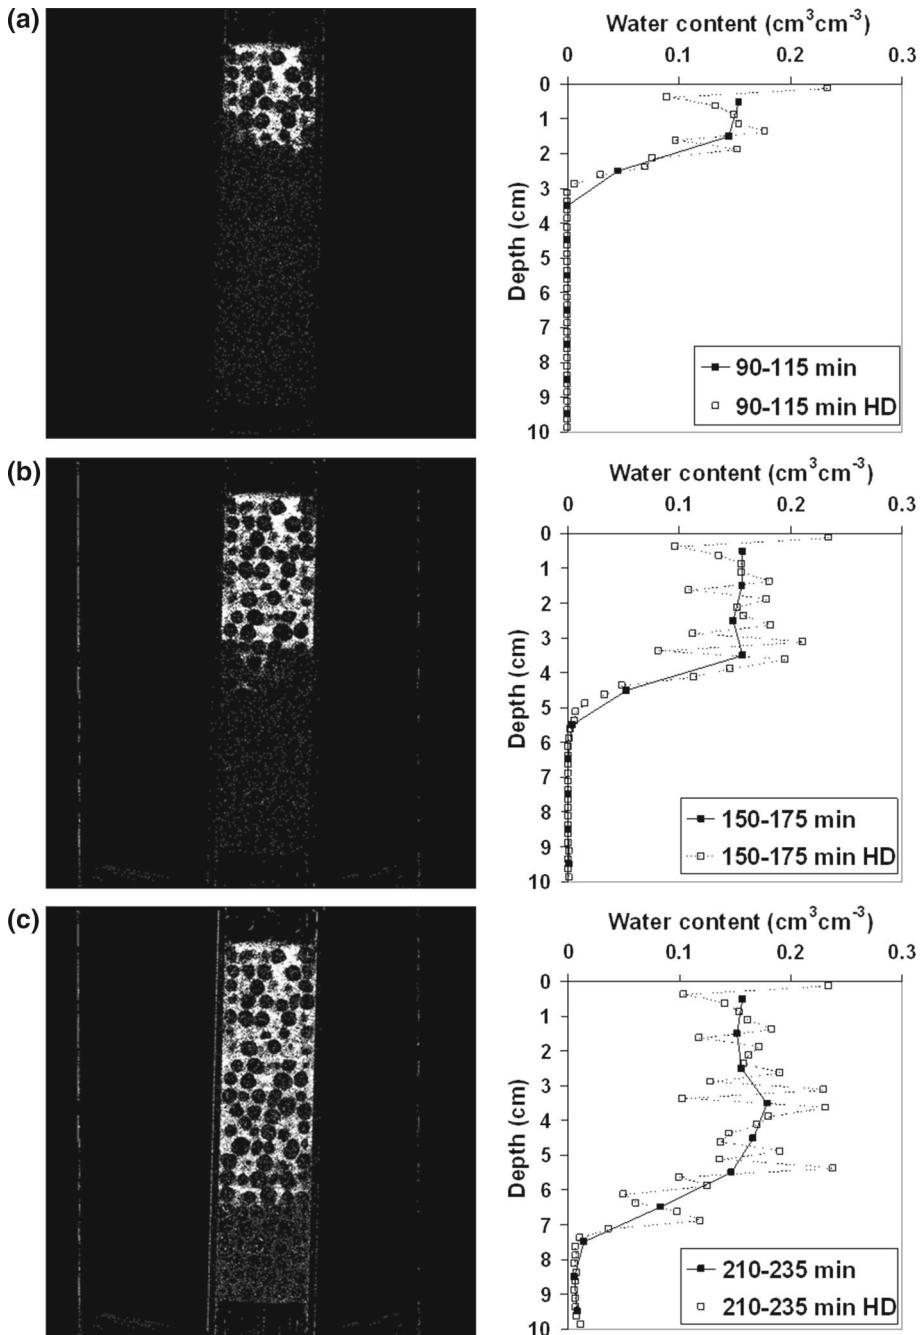 (a)
Water content (cm³cm⁻³)
0 0.1 0.2 0.3
Depth (cm)
0
1
2
3
4
5
6
7
8
9
10
90-115 min
90-115 min HD
(b)
Water content (cm³cm⁻³)
0 0.1 0.2 0.3
Depth (cm)
0
1
2
3
4
5
6
7
8
9
10
150-175 min
150-175 min HD
(c)
Water content (cm³cm⁻³)
0 0.1 0.2 0.3
Depth (cm)
0
1
2
3
4
5
6
7
8
9
10
210-235 min
210-235 min HD